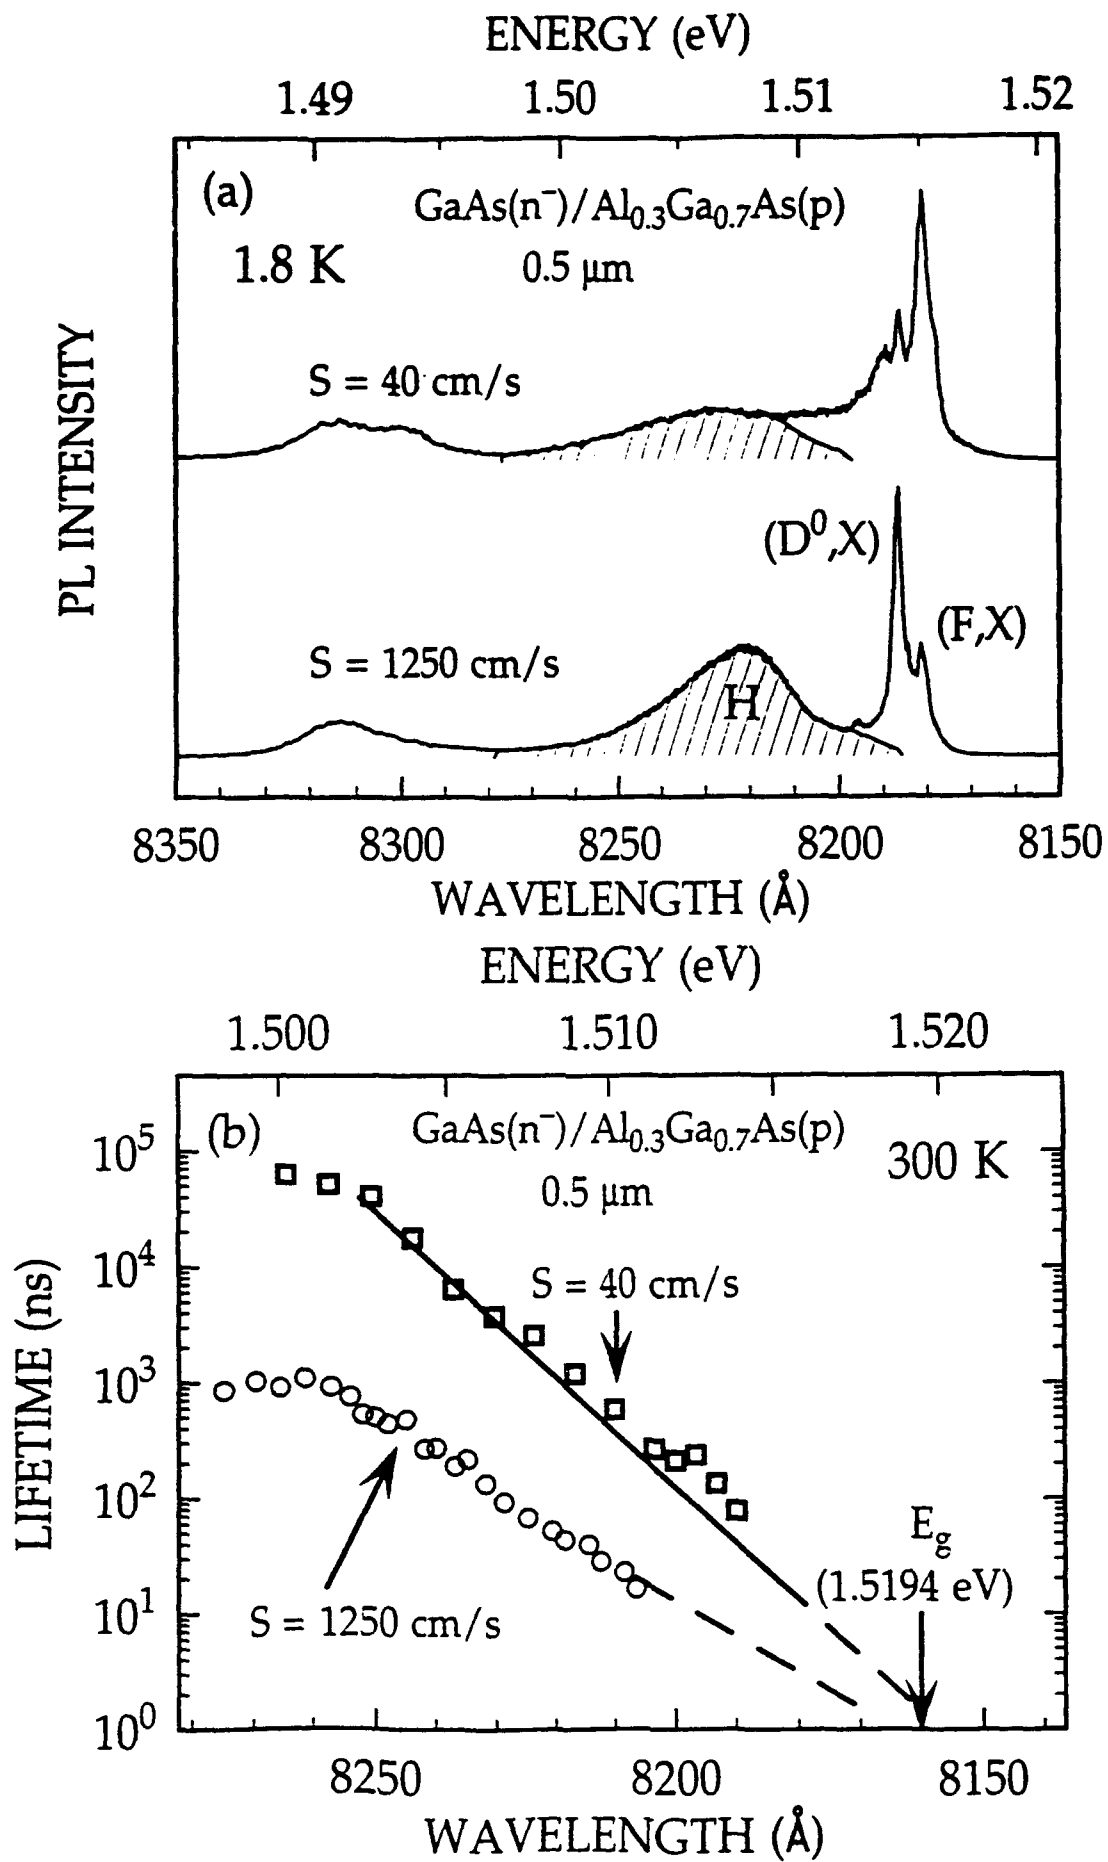 ENERGY (eV)
1.49 1.50 1.51 1.52
(a)
GaAs(n⁻)/Al₀.₃Ga₀.₇As(p)
1.8 K
0.5 μm
S = 40 cm/s
(D⁰,X)
(F,X)
S = 1250 cm/s
H
PL INTENSITY
8350 8300 8250 8200 8150
WAVELENGTH (Å)
ENERGY (eV)
1.500 1.510 1.520
(b)
GaAs(n⁻)/Al₀.₃Ga₀.₇As(p)
300 K
0.5 μm
S = 40 cm/s
E_g
(1.5194 eV)
S = 1250 cm/s
LIFETIME (ns)
10⁵
10⁴
10³
10²
10¹
10⁰
8250 8200 8150
WAVELENGTH (Å)